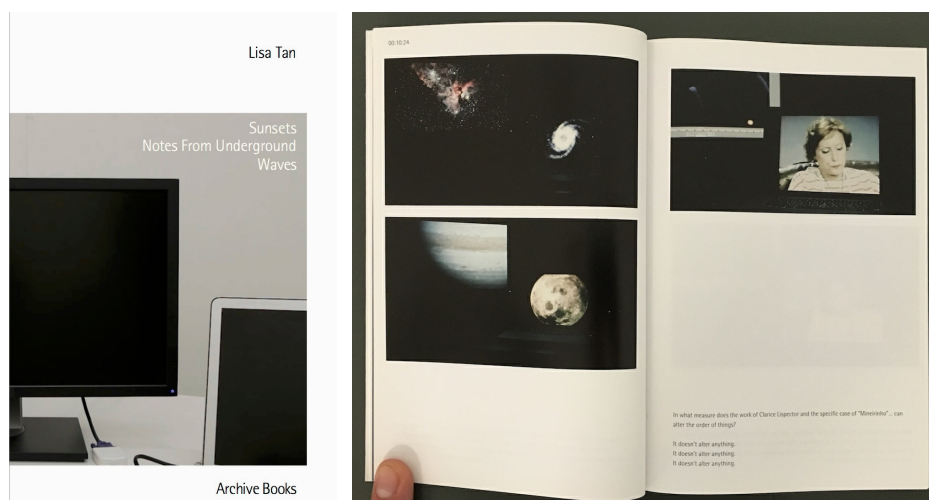 Lisa Tan
Sunsets
Notes From Underground
Waves
Archive Books
00:10:24
In what measure does the work of Clarice Lispector and the specific case of "Mineirinho"... can
alter the order of things?
It doesn't alter anything.
It doesn't alter anything.
It doesn't alter anything.